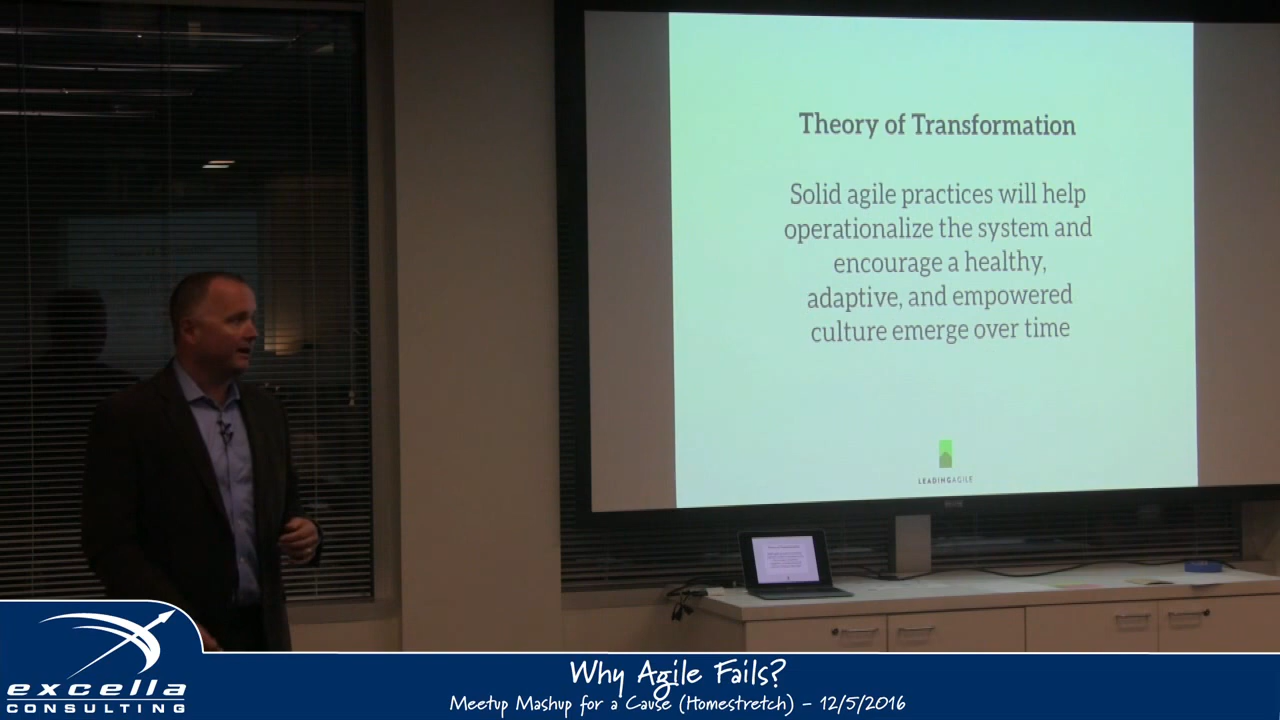 Theory of Transformation
Solid agile practices will help
operationalize the system and
encourage a healthy,
adaptive, and empowered
culture emerge over time
LEADINGAGILE
excella
CONSULTING
Why Agile Fails?
Meetup Mashup for a Cause (Homestretch) - 12/5/2016